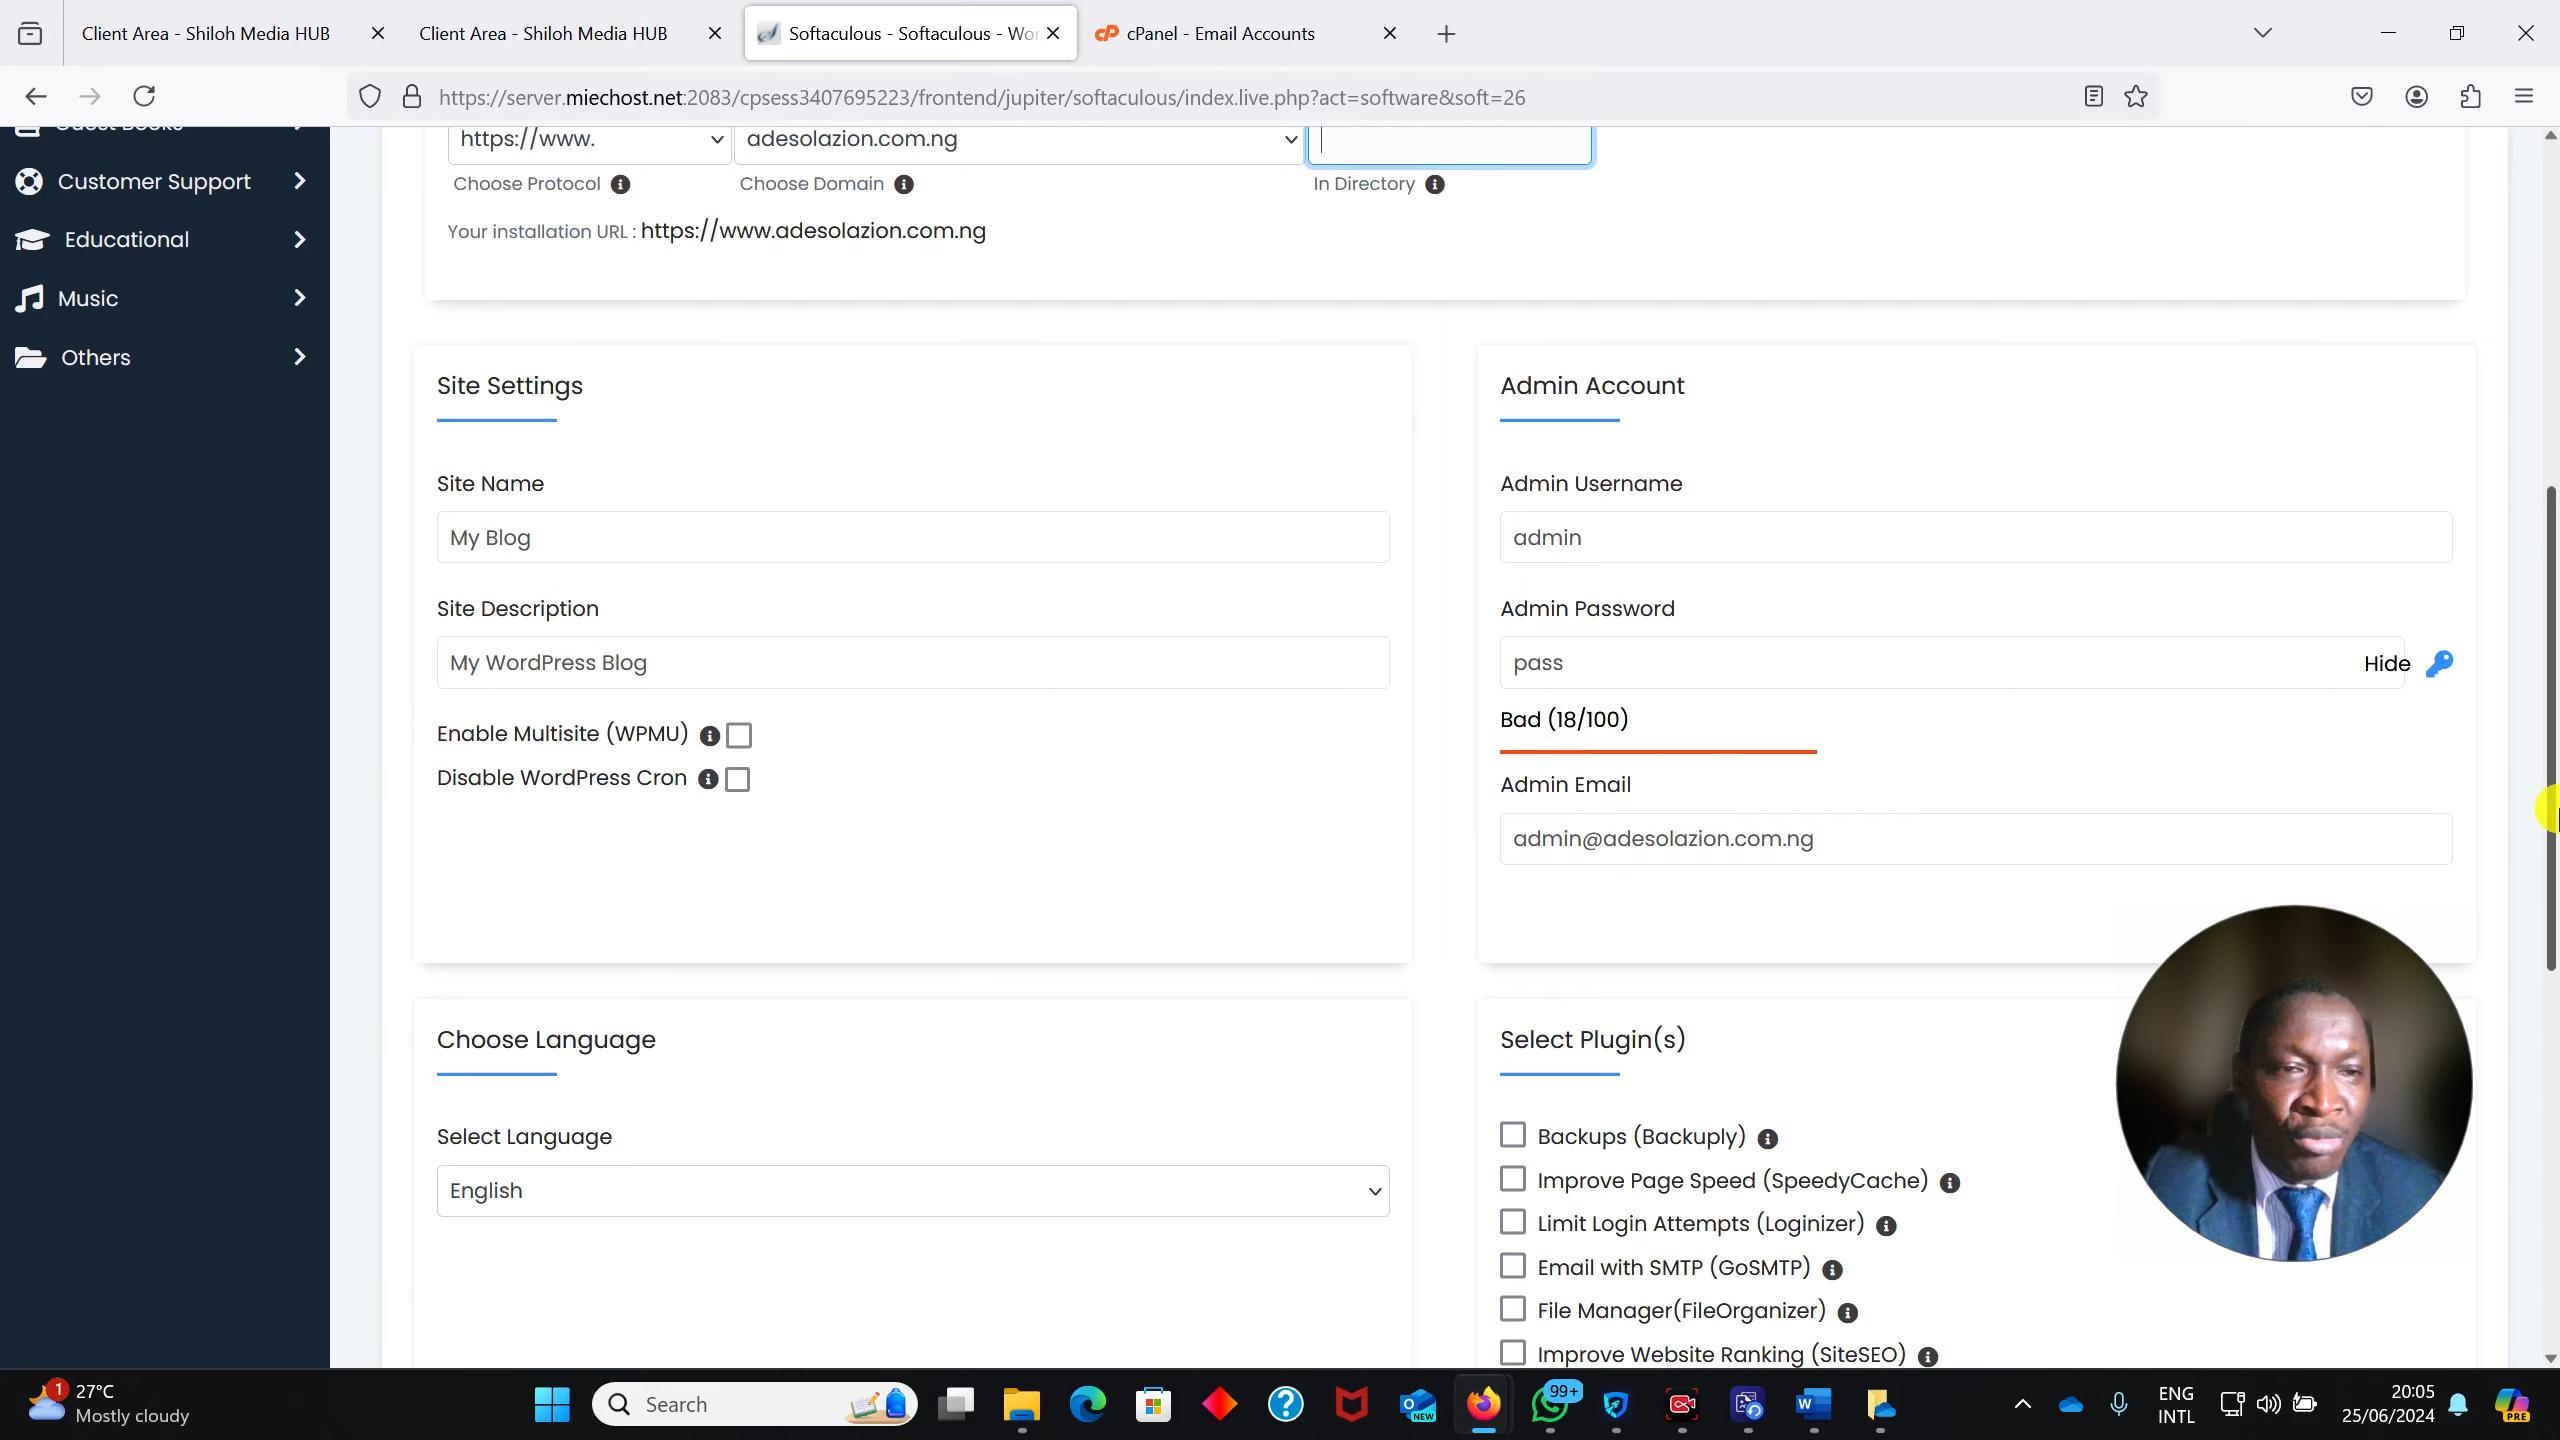 Client Area - Shiloh Media HUB
Client Area - Shiloh Media HUB
Softaculous - Softaculous - Wor
cPanel - Email Accounts
https://server.miechost.net:2083/cpsess3407695223/frontend/jupiter/softaculous/index.live.php?act=software&soft=26
Guest Books
Customer Support
Educational
Music
Others
https://www.
adesolazion.com.ng
Choose Protocol
Choose Domain
In Directory
Your installation URL : https://www.adesolazion.com.ng
Site Settings
Site Name
My Blog
Site Description
My WordPress Blog
Enable Multisite (WPMU)
Disable WordPress Cron
Admin Account
Admin Username
admin
Admin Password
pass
Hide
Bad (18/100)
Admin Email
admin@adesolazion.com.ng
Choose Language
Select Language
English
Select Plugin(s)
Backups (Backuply)
Improve Page Speed (SpeedyCache)
Limit Login Attempts (Loginizer)
Email with SMTP (GoSMTP)
File Manager(FileOrganizer)
Improve Website Ranking (SiteSEO)
1
27°C
Mostly cloudy
Search
NEW
99+
W
ENG
INTL
20:05
25/06/2024
PRE